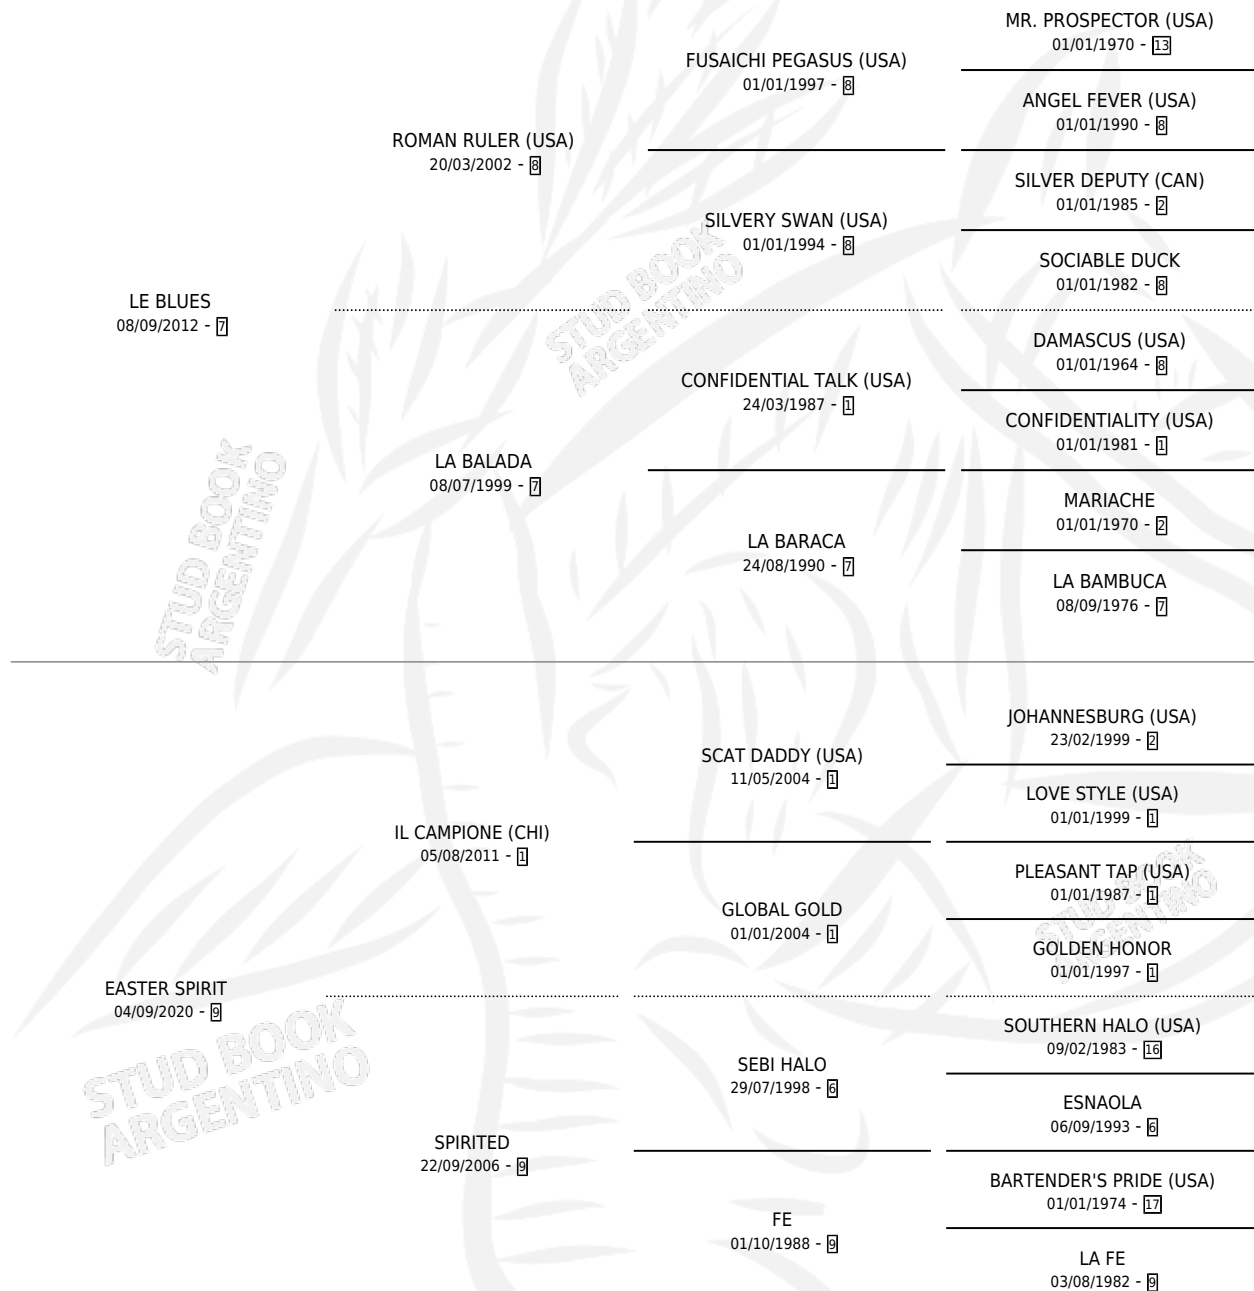 MR. PROSPECTOR (USA)
01/01/1970 - 13
FUSAICHI PEGASUS (USA)
01/01/1997 - 8
ANGEL FEVER (USA)
01/01/1990 - 8
ROMAN RULER (USA)
20/03/2002 - 8
SILVER DEPUTY (CAN)
01/01/1985 - 2
SILVERY SWAN (USA)
01/01/1994 - 8
SOCIABLE DUCK
01/01/1982 - 8
LE BLUES
08/09/2012 - 7
DAMASCUS (USA)
01/01/1964 - 8
CONFIDENTIAL TALK (USA)
24/03/1987 - 1
CONFIDENTIALITY (USA)
01/01/1981 - 1
LA BALADA
08/07/1999 - 7
MARIACHE
01/01/1970 - 2
LA BARACA
24/08/1990 - 7
LA BAMBUCA
08/09/1976 - 7
JOHANNESBURG (USA)
23/02/1999 - 2
SCAT DADDY (USA)
11/05/2004 - 1
LOVE STYLE (USA)
01/01/1999 - 1
IL CAMPIONE (CHI)
05/08/2011 - 1
PLEASANT TAP (USA)
01/01/1987 - 1
GLOBAL GOLD
01/01/2004 - 1
GOLDEN HONOR
01/01/1997 - 1
EASTER SPIRIT
04/09/2020 - 9
SOUTHERN HALO (USA)
09/02/1983 - 16
SEBI HALO
29/07/1998 - 6
ESNAOLA
06/09/1993 - 6
SPIRITED
22/09/2006 - 9
BARTENDER'S PRIDE (USA)
01/01/1974 - 17
FE
01/10/1988 - 9
LA FE
03/08/1982 - 9
STUD BOOK
ARGENTINO
STUD BOOK
ARGENTINO
STUD BOOK
ARGENTINO
STUD BOOK
ARGENTINO